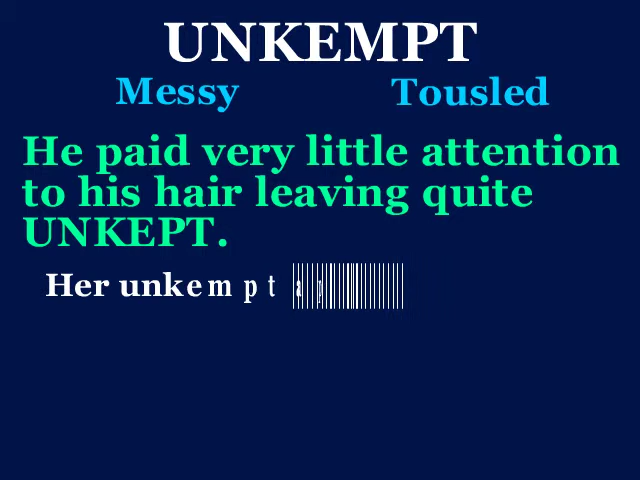 UNKEMPT
Messy Tousled
He paid very little attention
to his hair leaving quite
UNKEPT.
Her unkempt